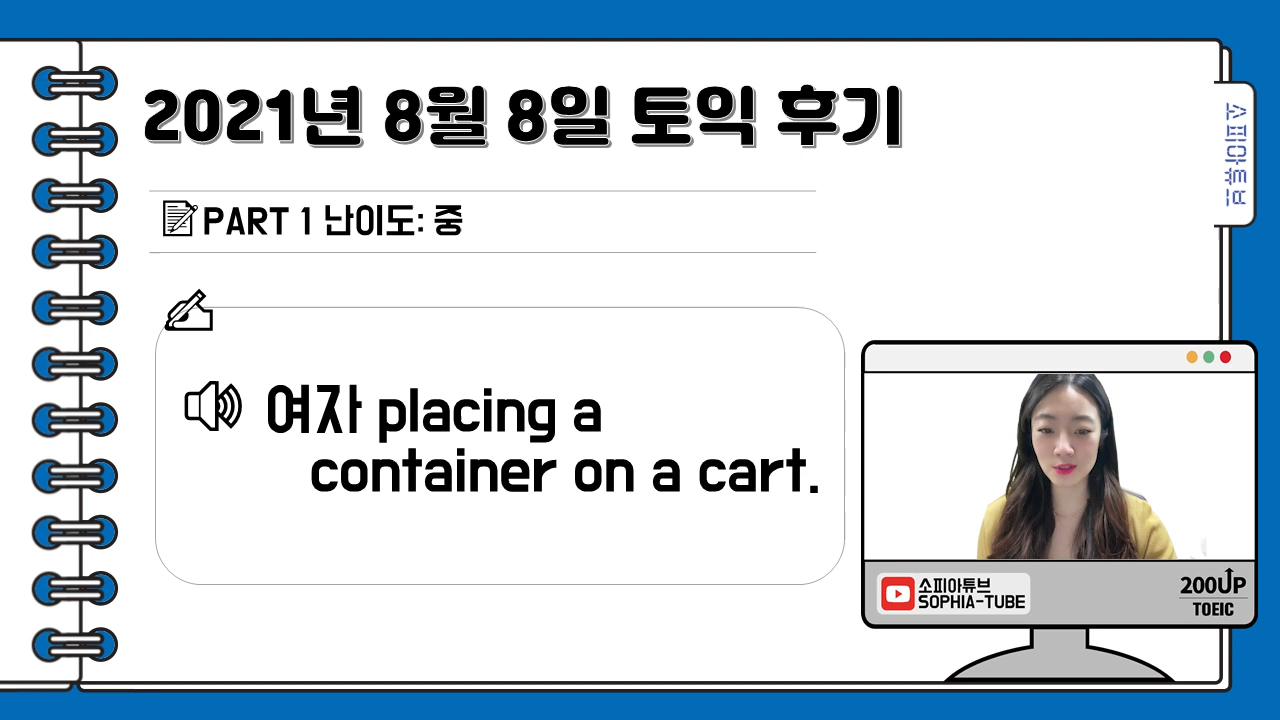 2021년 8월 8일 토익 후기
소피아튜브
PART 1 난이도: 중
여자 placing a
container on a cart.
소피아튜브
SOPHIA-TUBE
200UP
TOEIC